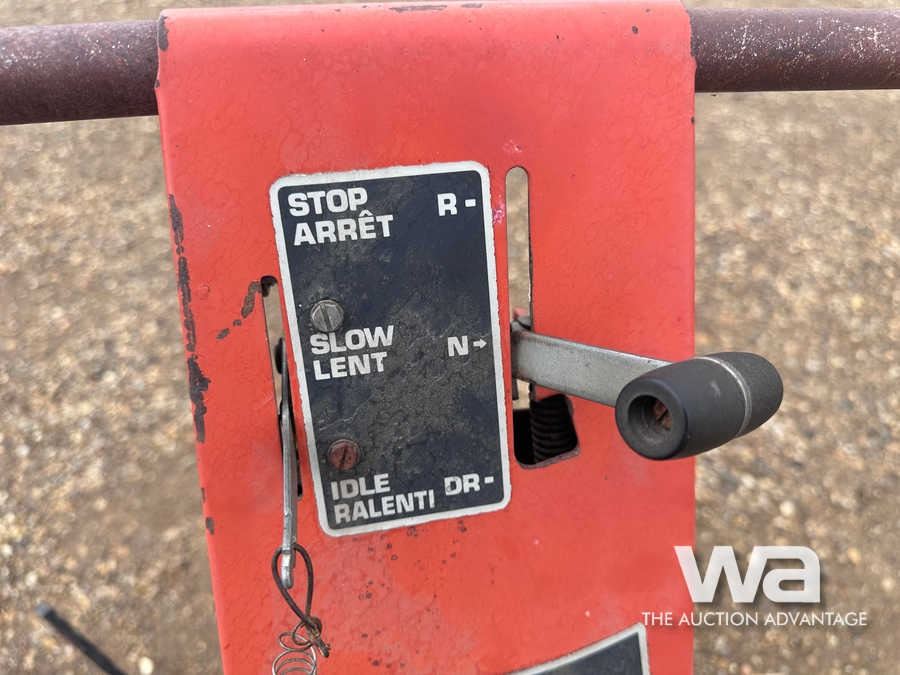 STOP R -
ARRÊT
SLOW
LENT N→
IDLE DR -
RALENTI
wa
THE AUCTION ADVANTAGE